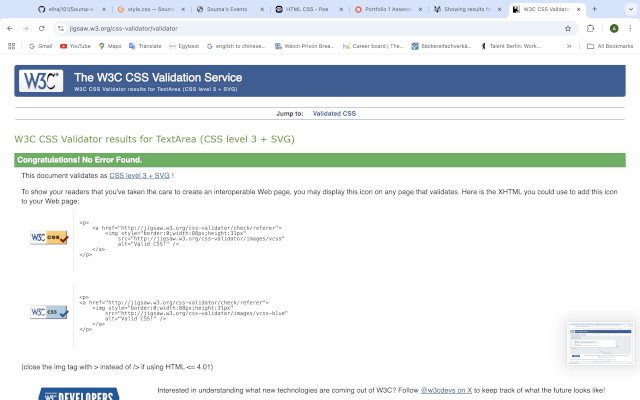 elha|101/Souma-
style.css — Souma
Souma's Events
HTML CSS - Poe
Portfolio 1 Assess
Showing results fo
W3C CSS Validato
jigsaw.w3.org/css-validator/validator
Gmail
YouTube
Maps
Translate
Egybest
english to chinese...
Watch Prison Brea...
Career board | The...
Bäckereifachverkä...
Talent Berlin: Work...
All Bookmarks
W3C The W3C CSS Validation Service
W3C CSS Validator results for TextArea (CSS level 3 + SVG)
Jump to: Validated CSS
W3C CSS Validator results for TextArea (CSS level 3 + SVG)
Congratulations! No Error Found.
This document validates as CSS level 3 + SVG !
To show your readers that you've taken the care to create an interoperable Web page, you may display this icon on any page that validates. Here is the XHTML you could use to add this icon
to your Web page:
W3C css
<p>
<a href="http://jigsaw.w3.org/css-validator/check/referer">
<img style="border:0;width:88px;height:31px"
src="http://jigsaw.w3.org/css-validator/images/vcss"
alt="Valid CSS!" />
</a>
</p>
W3C css
<p>
<a href="http://jigsaw.w3.org/css-validator/check/referer">
<img style="border:0;width:88px;height:31px"
src="http://jigsaw.w3.org/css-validator/images/vcss-blue"
alt="Valid CSS!" />
</a>
</p>
(close the img tag with > instead of /> if using HTML <= 4.01)
W3C DEVELOPERS
Interested in understanding what new technologies are coming out of W3C? Follow @w3cdevs on X to keep track of what the future looks like!